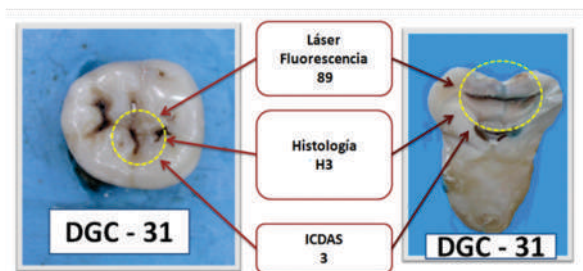 Láser
Fluorescencia
89
Histología
H3
ICDAS
3
DGC - 31
DGC - 31